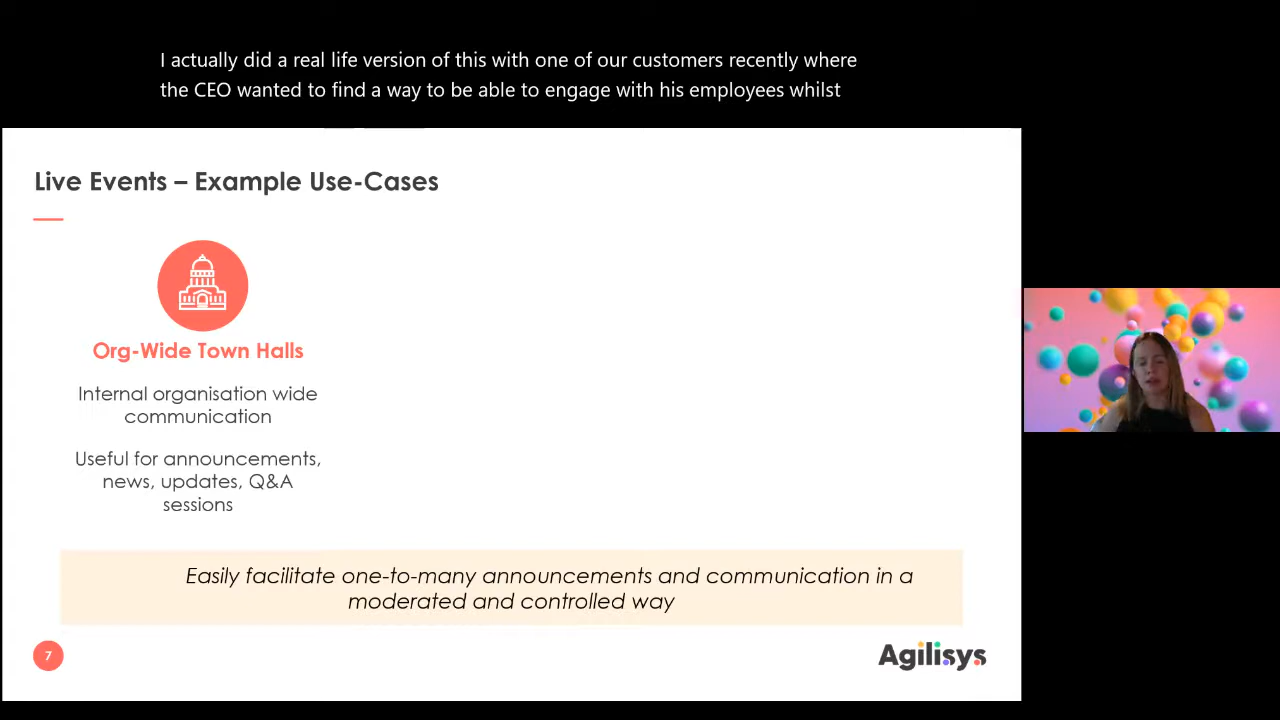 I actually did a real life version of this with one of our customers recently where
the CEO wanted to find a way to be able to engage with his employees whilst
Live Events – Example Use-Cases
Org-Wide Town Halls
Internal organisation wide
communication
Useful for announcements,
news, updates, Q&A
sessions
Easily facilitate one-to-many announcements and communication in a
moderated and controlled way
7
Agilisys